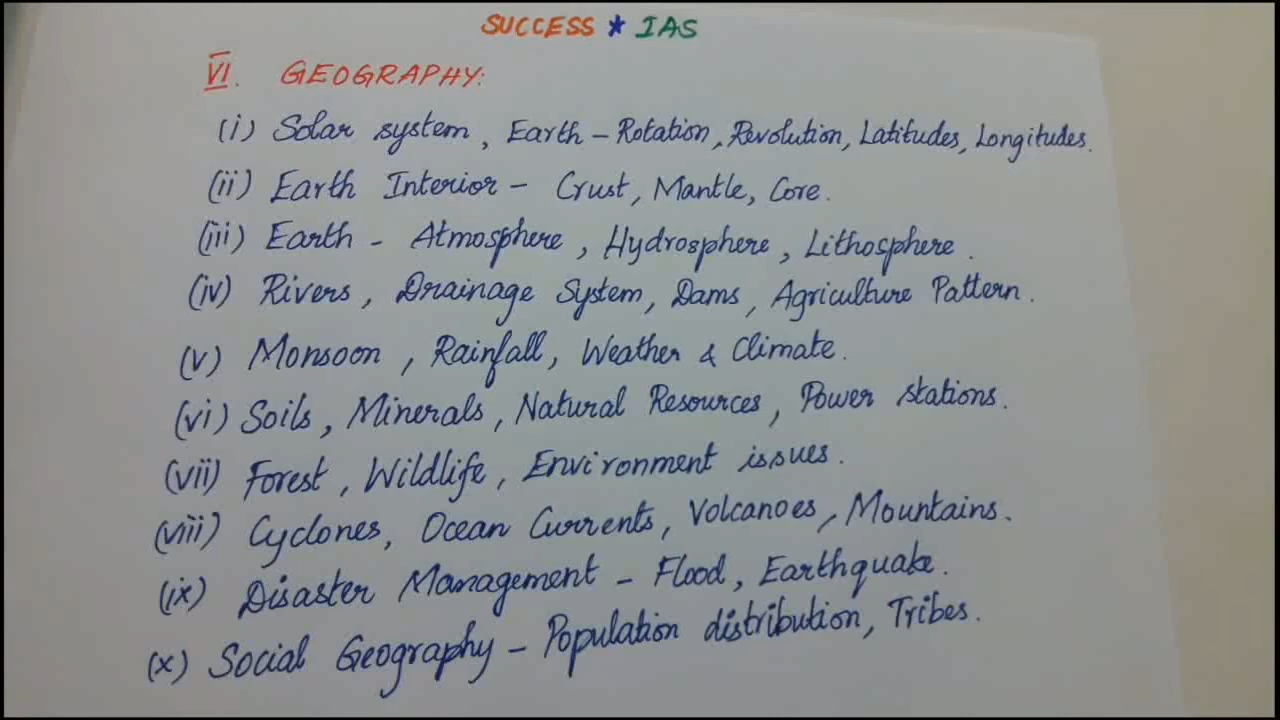 SUCCESS * IAS
VI. GEOGRAPHY:
(i) Solar system, Earth - Rotation, Revolution, Latitudes, Longitudes.
(ii) Earth Interior - Crust, Mantle, Core.
(iii) Earth - Atmosphere, Hydrosphere, Lithosphere.
(iv) Rivers, Drainage System, Dams, Agriculture Pattern.
(v) Monsoon, Rainfall, Weather & Climate.
(vi) Soils, Minerals, Natural Resources, Power stations.
(vii) Forest, Wildlife, Environment issues.
(viii) Cyclones, Ocean Currents, Volcanoes, Mountains.
(ix) Disaster Management - Flood, Earthquake.
(x) Social Geography - Population distribution, Tribes.